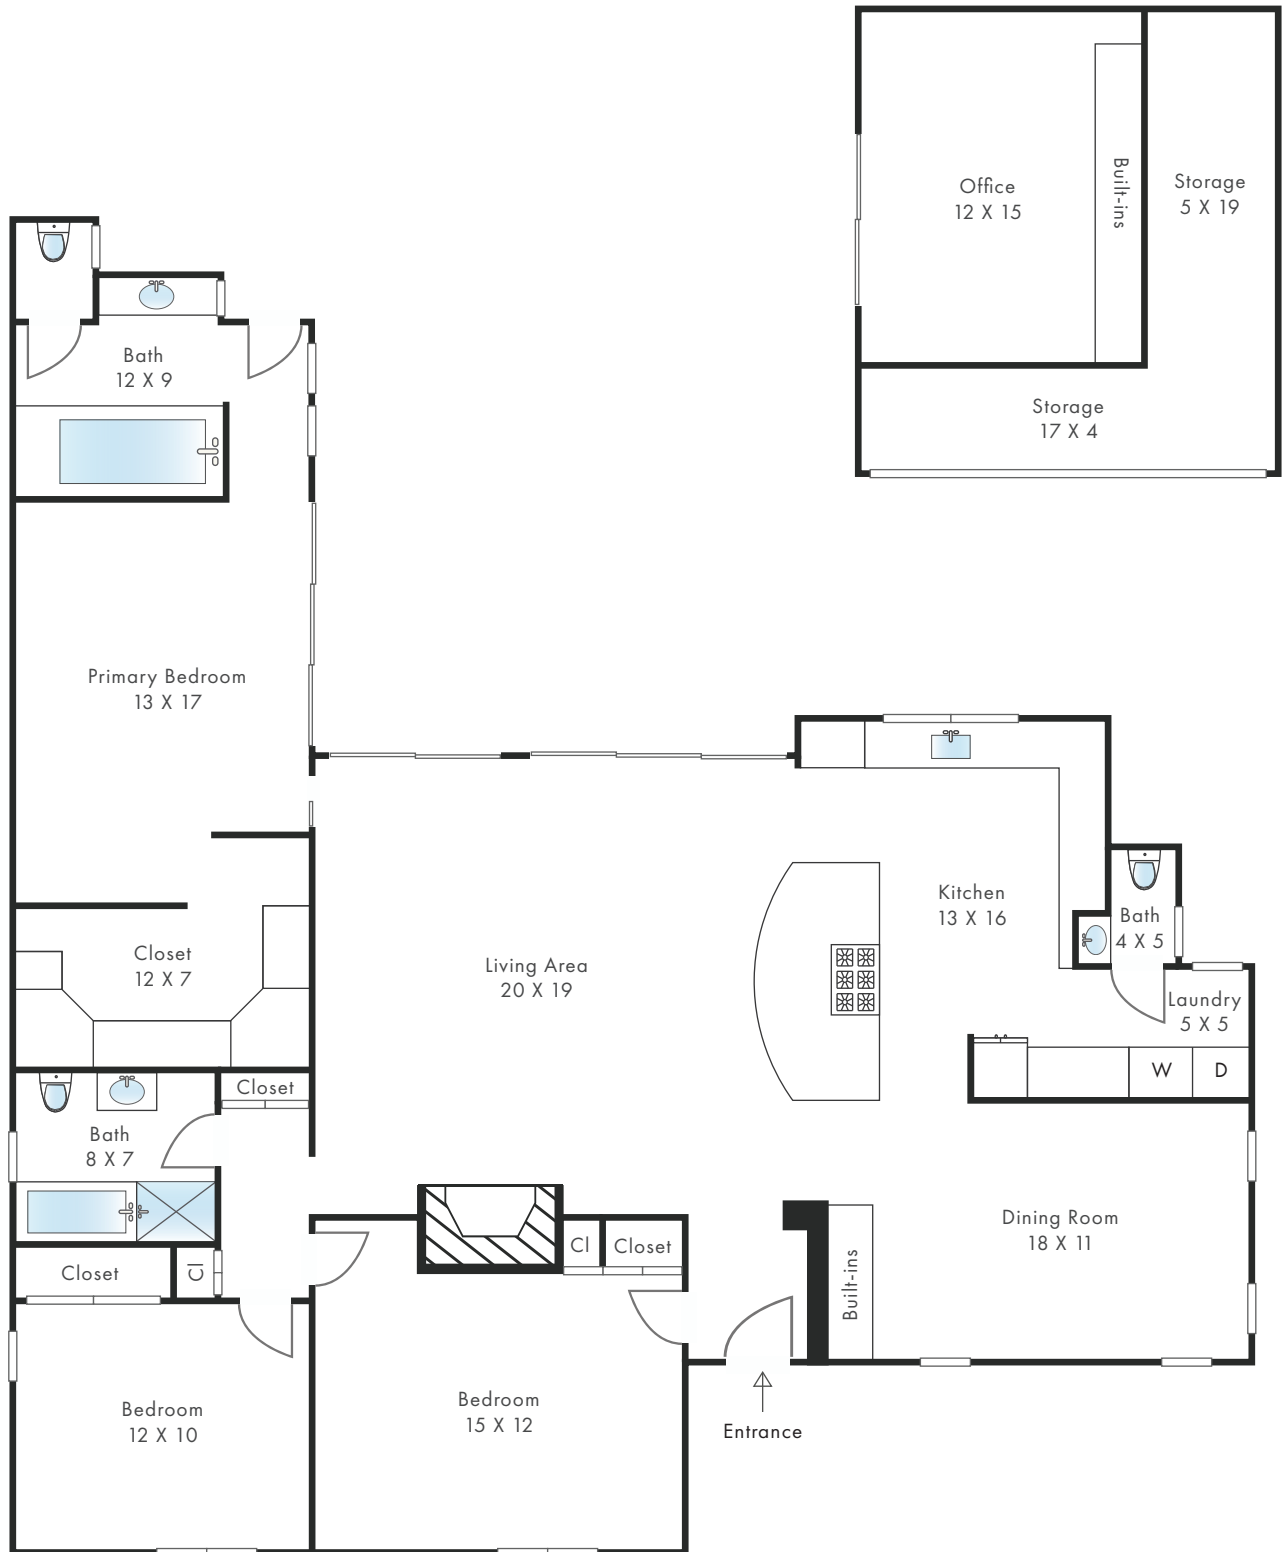 Office
12 X 15
Built-ins
Storage
5 X 19
Storage
17 X 4
Bath
12 X 9
Primary Bedroom
13 X 17
Closet
12 X 7
Living Area
20 X 19
Kitchen
13 X 16
Bath
4 X 5
Laundry
5 X 5
W
D
Closet
Bath
8 X 7
Closet
Cl
Cl
Closet
Built-ins
Dining Room
18 X 11
Bedroom
12 X 10
Bedroom
15 X 12
Entrance